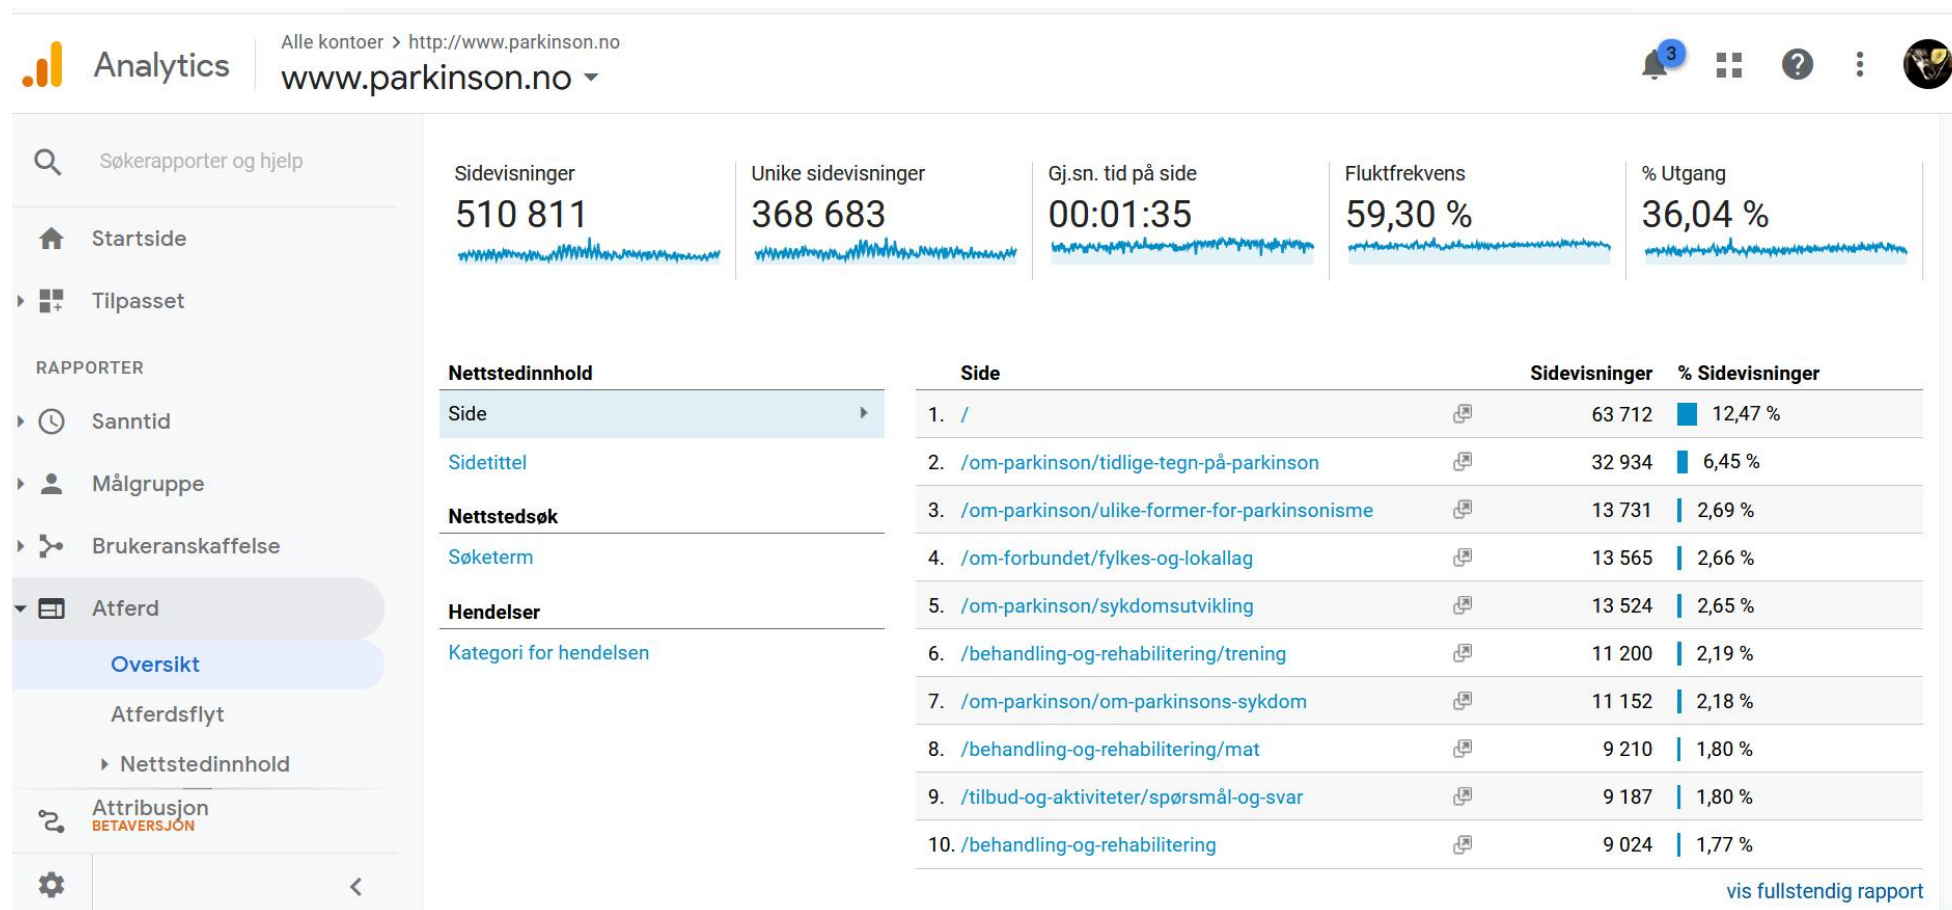 Analytics
Alle kontoer > http://www.parkinson.no
www.parkinson.no
3
Søkerapporter og hjelp
Startside
Tilpasset
RAPPORTER
Sanntid
Målgruppe
Brukeranskaffelse
Atferd
Oversikt
Atferdsflyt
Nettstedinnhold
Attribusjon
BETAVERSJON
Sidevisninger
510 811
Unike sidevisninger
368 683
Gj.sn. tid på side
00:01:35
Fluktfrekvens
59,30 %
% Utgang
36,04 %
Nettstedinnhold
Side
Sidetittel
Nettstedsøk
Søketerm
Hendelser
Kategori for hendelsen
Side Sidevisninger % Sidevisninger
1. / 63 712 12,47 %
2. /om-parkinson/tidlige-tegn-på-parkinson 32 934 6,45 %
3. /om-parkinson/ulike-former-for-parkinsonisme 13 731 2,69 %
4. /om-forbundet/fylkes-og-lokallag 13 565 2,66 %
5. /om-parkinson/sykdomsutvikling 13 524 2,65 %
6. /behandling-og-rehabilitering/trening 11 200 2,19 %
7. /om-parkinson/om-parkinsons-sykdom 11 152 2,18 %
8. /behandling-og-rehabilitering/mat 9 210 1,80 %
9. /tilbud-og-aktiviteter/spørsmål-og-svar 9 187 1,80 %
10. /behandling-og-rehabilitering 9 024 1,77 %
vis fullstendig rapport